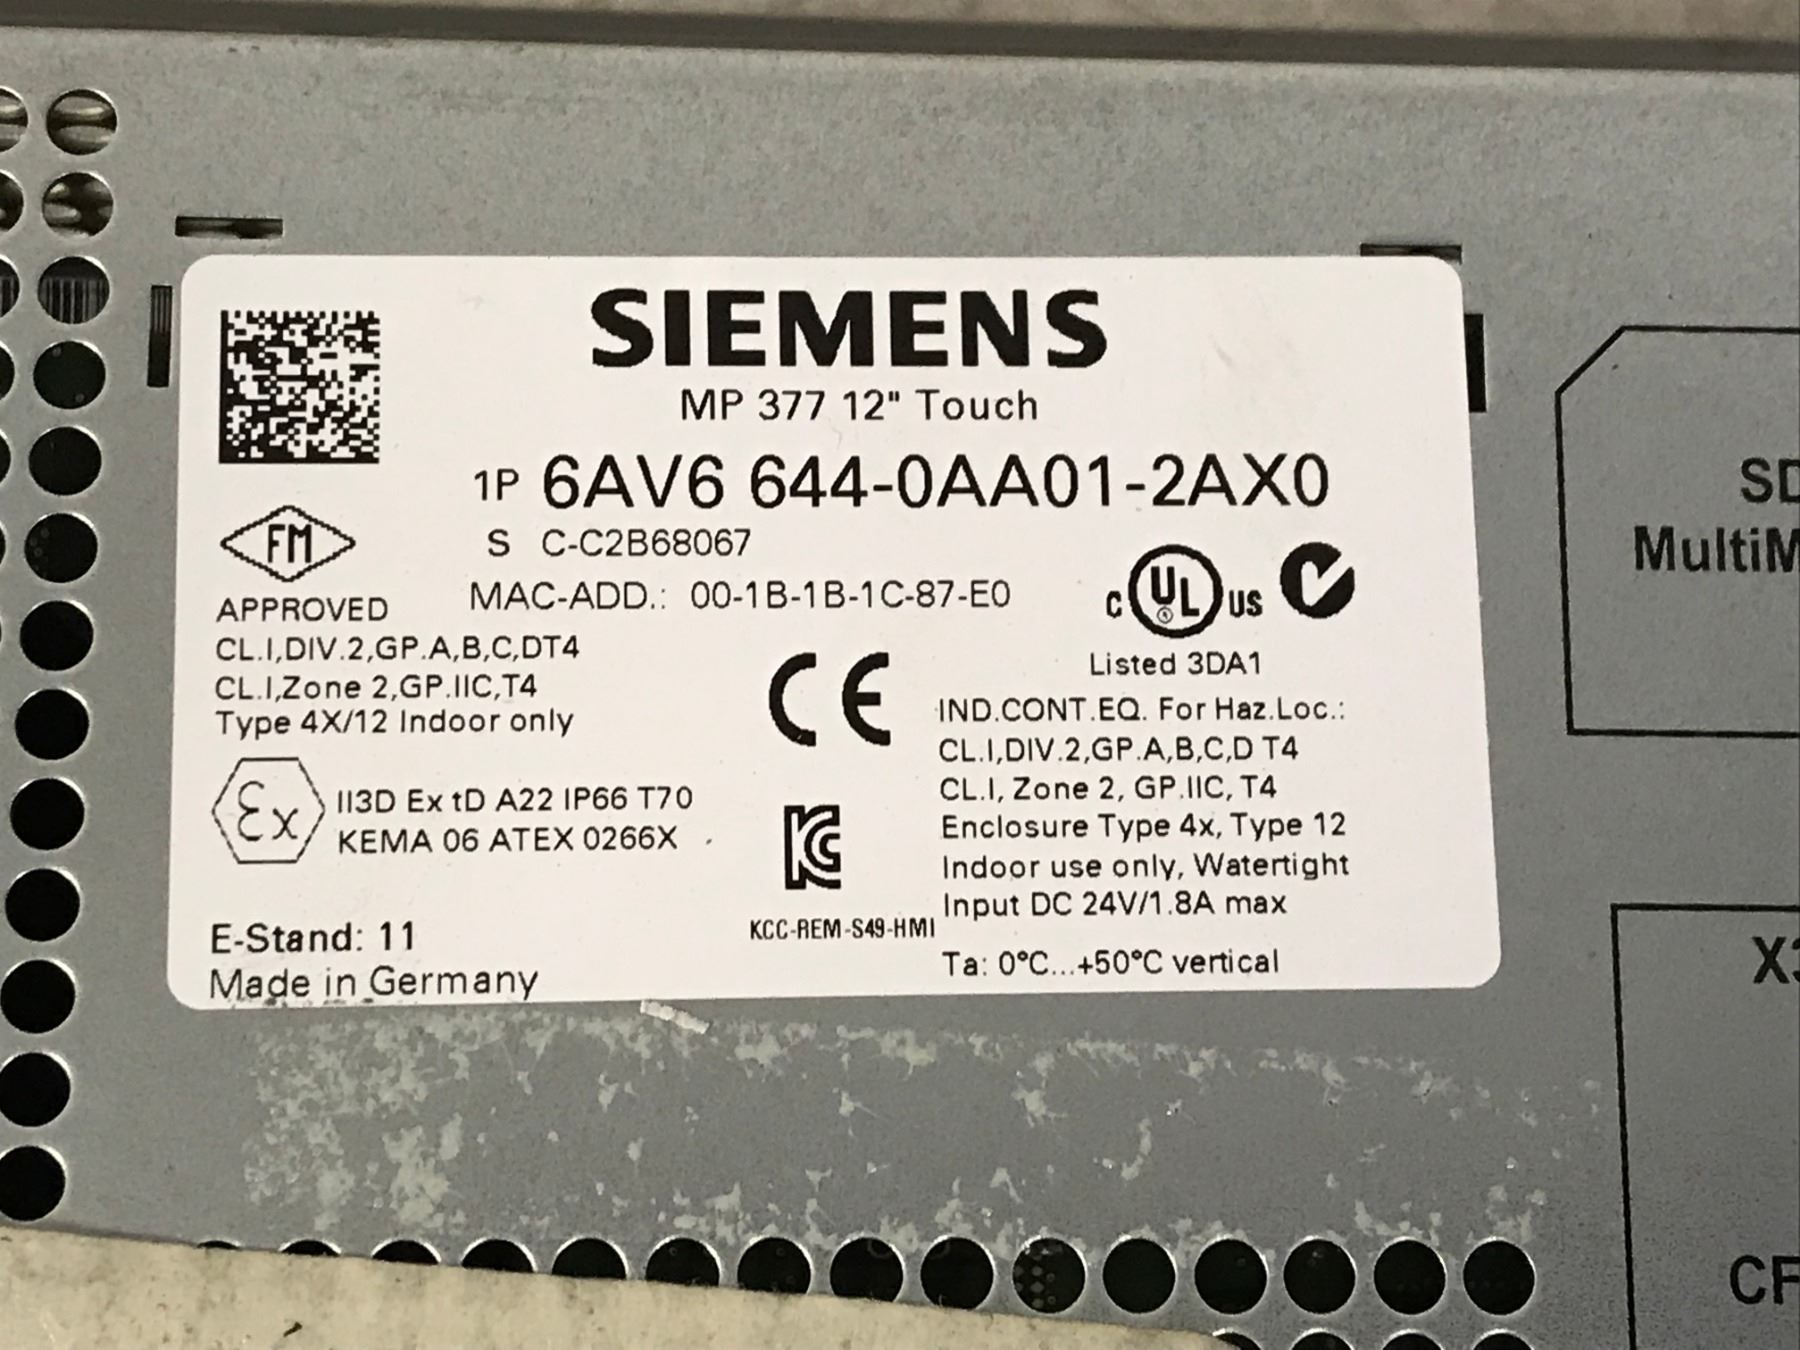 SIEMENS
MP 377 12" Touch
1P 6AV6 644-0AA01-2AX0
S C-C2B68067
MAC-ADD.: 00-1B-1B-1C-87-E0
FM
APPROVED
CL.I,DIV.2,GP.A,B,C,DT4
CL.I,Zone 2,GP.IIC,T4
Type 4X/12 Indoor only
Ex
II3D Ex tD A22 IP66 T70
KEMA 06 ATEX 0266X
E-Stand: 11
Made in Germany
CE
KCC-REM-S49-HMI
C UL US
Listed 3DA1
IND.CONT.EQ. For Haz.Loc.:
CL.I,DIV.2,GP.A,B,C,D T4
CL.I, Zone 2, GP.IIC, T4
Enclosure Type 4x, Type 12
Indoor use only, Watertight
Input DC 24V/1.8A max
Ta: 0°C...+50°C vertical
SD
MultiM
CF